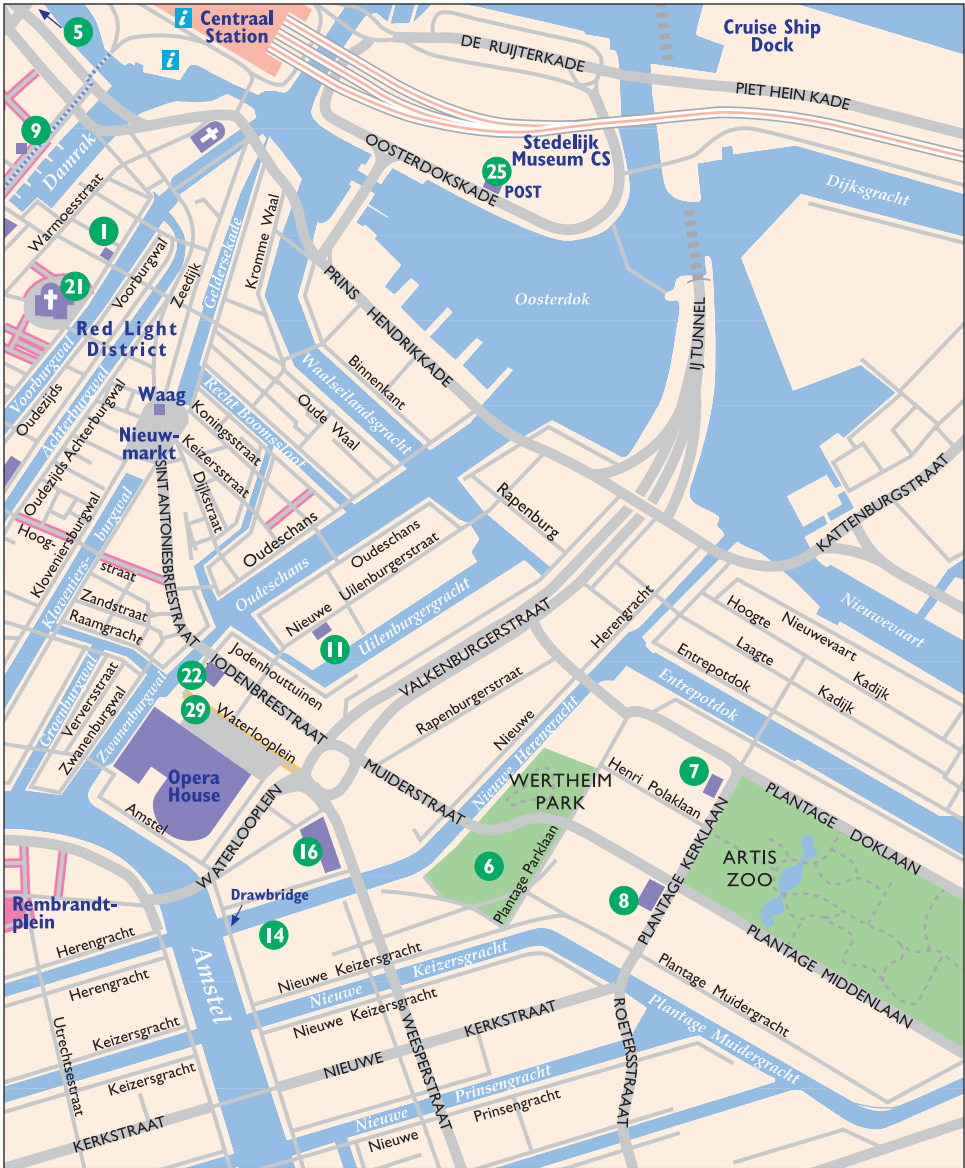 5
i
Centraal
Station
i
DE RUIJTERKADE
Cruise Ship
Dock
PIET HEIN KADE
9
Damrak
OOSTERDOKSKADE
Stedelijk
Museum CS
25
POST
Dijksgracht
Warmoesstraat
1
Voorburgwal
Zeedijk
Geldersekade
Kromme Waal
21
Red Light
District
PRINS HENDRIKKADE
Oosterdok
IJ TUNNEL
Voorburgwal
Oudezijds
Achterburgwal
Oudezijds Achterburgwal
Waag
Nieuw-
markt
Recht Boomssloot
Koningsstraat
Keizersstraat
Dijkstraat
Oude Waal
Binnenkant
Waalseilandsgracht
SINT ANTONIESBREESTRAAT
Hoog-
straat
Kloveniersburgwal
Kloveniers-
burgwal
Zandstraat
Raamgracht
Oudeschans
Oudeschans
Oudeschans
Nieuwe Uilenburgerstraat
11
Uilenburgergracht
Rapenburg
KATTENBURGSTRAAT
Nieuwevaart
VALKENBURGERSTRAAT
Rapenburgerstraat
Nieuwe Herengracht
Nieuwe Herengracht
Hoogte Kadijk
Nieuwevaart
Laagte Kadijk
Entrepotdok
Entrepotdok
Groenburgwal
Verversstraat
Zwanenburgwal
Zwanenburgwal
22
JODENBREESTRAAT
Jodenhouttuinen
29
Waterlooplein
Opera
House
Amstel
WATERLOOPLEIN
MUIDERSTRAAT
16
WERTHEIM
PARK
Henri Polaklaan
7
6
Plantage Parklaan
8
PLANTAGE KERKLAAN
PLANTAGE DOKLAAN
ARTIS
ZOO
PLANTAGE MIDDENLAAN
Rembrandt-
plein
Drawbridge
14
Herengracht
Herengracht
Amstel
Nieuwe Keizersgracht
Nieuwe Keizersgracht
Nieuwe Keizersgracht
Plantage Muidergracht
Plantage Muidergracht
Keizersgracht
Keizersgracht
Utrechtsestraat
KERKSTRAAT
NIEUWE KERKSTRAAT
WEESPERSTRAAT
ROETERSSTRAAAT
Nieuwe Prinsengracht
Nieuwe Prinsengracht